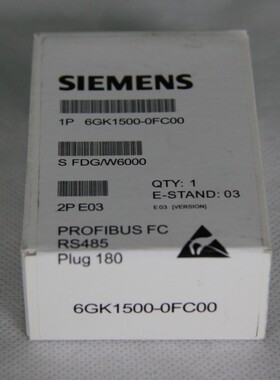 SIEMENS
1P 6GK1500-0FC00
S FDG/W6000
QTY: 1
E-STAND: 03
2P E03
E03 [VERSION]
PROFIBUS FC
RS485
Plug 180
6GK1500-0FC00